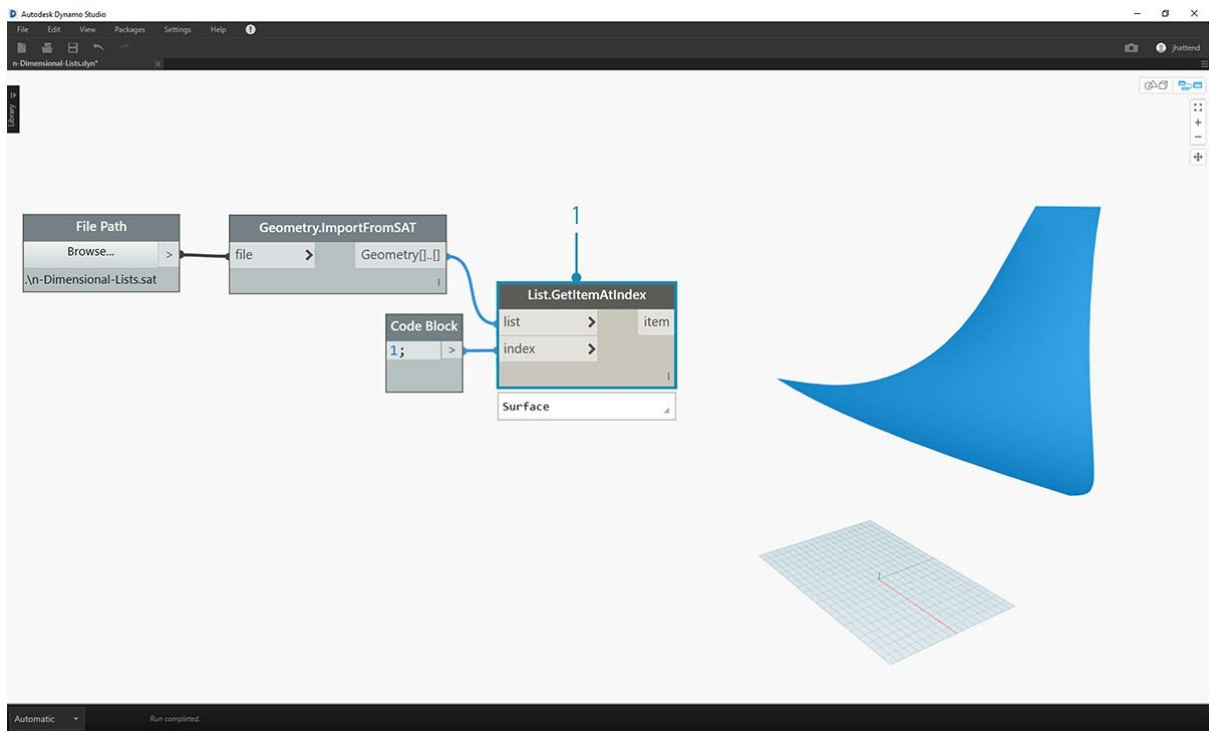 Autodesk Dynamo Studio
File Edit View Packages Settings Help
jhattend
n-Dimensional-Lists.dyn*
Library
1
File Path
Browse... >
.\n-Dimensional-Lists.sat
Geometry.ImportFromSAT
file Geometry[]..[]
List.GetItemAtIndex
list item
index
Surface
Code Block
1; >
Automatic Run completed.